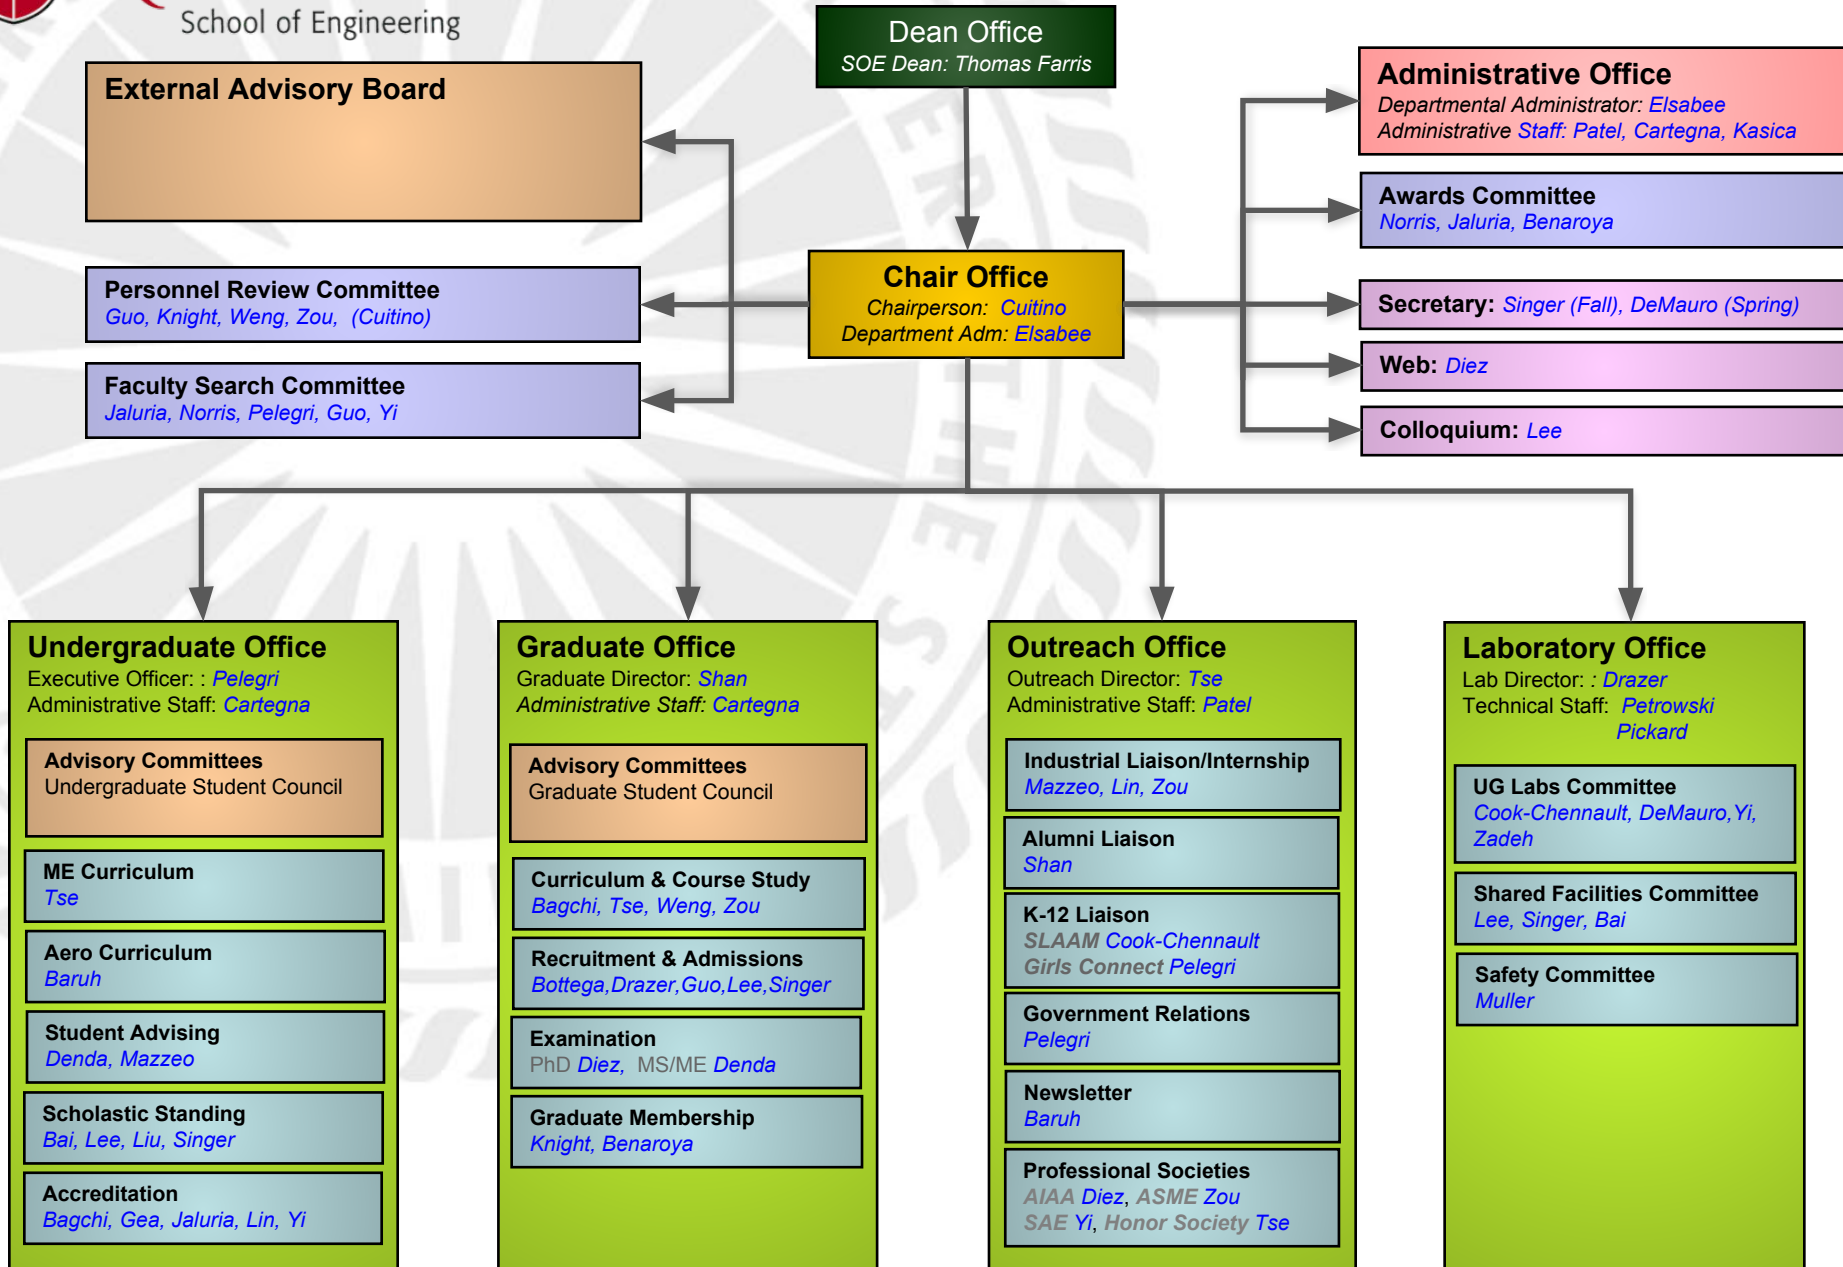 School of Engineering
Dean Office
SOE Dean: Thomas Farris
External Advisory Board
Administrative Office
Departmental Administrator: Elsabee
Administrative Staff: Patel, Cartegna, Kasica
Awards Committee
Norris, Jaluria, Benaroya
Personnel Review Committee
Guo, Knight, Weng, Zou, (Cuitino)
Chair Office
Chairperson: Cuitino
Department Adm: Elsabee
Secretary: Singer (Fall), DeMauro (Spring)
Faculty Search Committee
Jaluria, Norris, Pelegri, Guo, Yi
Web: Diez
Colloquium: Lee
Undergraduate Office
Executive Officer: : Pelegri
Administrative Staff: Cartegna
Advisory Committees
Undergraduate Student Council
ME Curriculum
Tse
Aero Curriculum
Baruh
Student Advising
Denda, Mazzeo
Scholastic Standing
Bai, Lee, Liu, Singer
Accreditation
Bagchi, Gea, Jaluria, Lin, Yi
Graduate Office
Graduate Director: Shan
Administrative Staff: Cartegna
Advisory Committees
Graduate Student Council
Curriculum & Course Study
Bagchi, Tse, Weng, Zou
Recruitment & Admissions
Bottega,Drazer,Guo,Lee,Singer
Examination
PhD Diez, MS/ME Denda
Graduate Membership
Knight, Benaroya
Outreach Office
Outreach Director: Tse
Administrative Staff: Patel
Industrial Liaison/Internship
Mazzeo, Lin, Zou
Alumni Liaison
Shan
K-12 Liaison
SLAAM Cook-Chennault
Girls Connect Pelegri
Government Relations
Pelegri
Newsletter
Baruh
Professional Societies
AIAA Diez, ASME Zou
SAE Yi, Honor Society Tse
Laboratory Office
Lab Director: : Drazer
Technical Staff: Petrowski
Pickard
UG Labs Committee
Cook-Chennault, DeMauro,Yi,
Zadeh
Shared Facilities Committee
Lee, Singer, Bai
Safety Committee
Muller